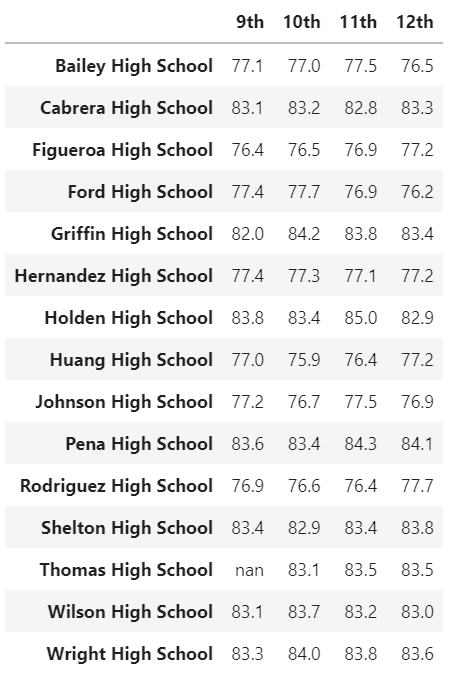 9th 10th 11th 12th
Bailey High School 77.1 77.0 77.5 76.5
Cabrera High School 83.1 83.2 82.8 83.3
Figueroa High School 76.4 76.5 76.9 77.2
Ford High School 77.4 77.7 76.9 76.2
Griffin High School 82.0 84.2 83.8 83.4
Hernandez High School 77.4 77.3 77.1 77.2
Holden High School 83.8 83.4 85.0 82.9
Huang High School 77.0 75.9 76.4 77.2
Johnson High School 77.2 76.7 77.5 76.9
Pena High School 83.6 83.4 84.3 84.1
Rodriguez High School 76.9 76.6 76.4 77.7
Shelton High School 83.4 82.9 83.4 83.8
Thomas High School nan 83.1 83.5 83.5
Wilson High School 83.1 83.7 83.2 83.0
Wright High School 83.3 84.0 83.8 83.6